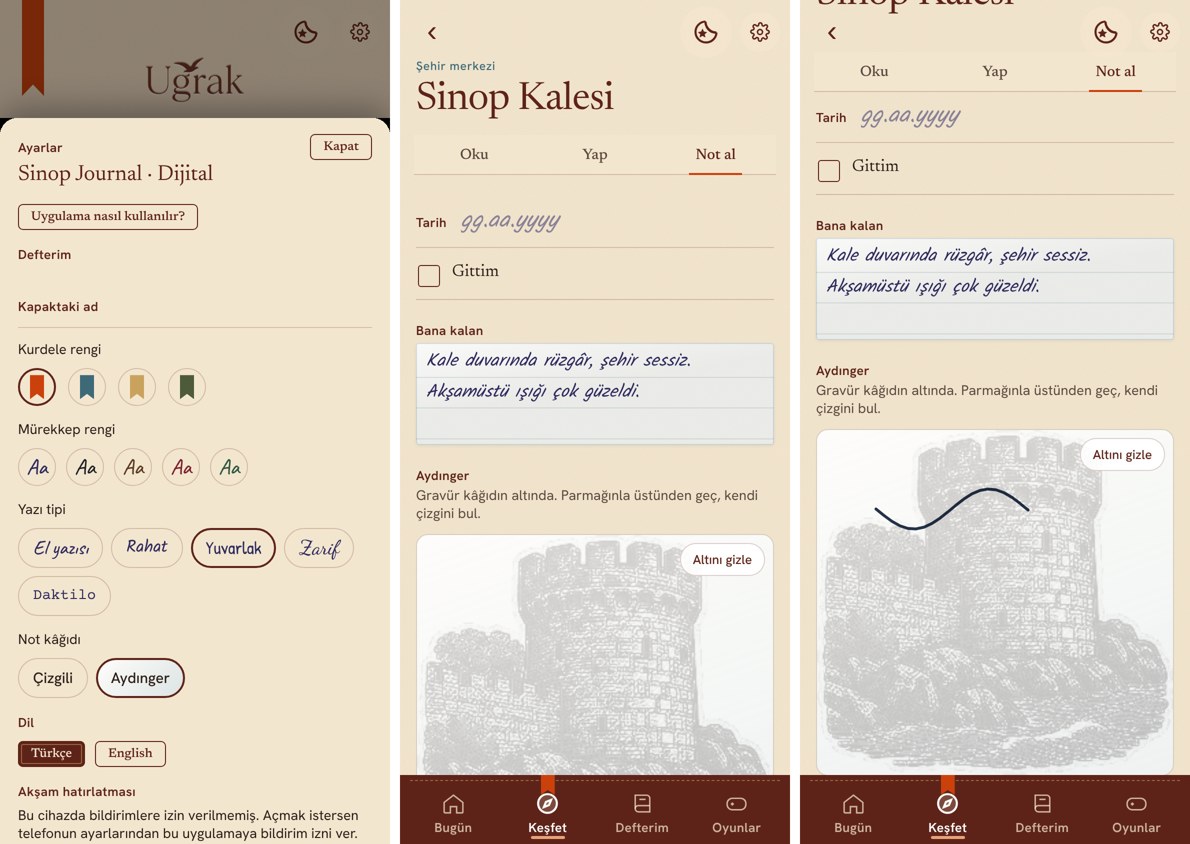 Uğrak
Ayarlar
Kapat
Sinop Journal · Dijital
Uygulama nasıl kullanılır?
Defterim
Kapaktaki ad
Kurdele rengi
Mürekkep rengi
Aa Aa Aa Aa Aa
Yazı tipi
El yazısı Rahat Yuvarlak Zarif
Daktilo
Not kâğıdı
Çizgili Aydınger
Dil
Türkçe English
Akşam hatırlatması
Bu cihazda bildirimlere izin verilmemiş. Açmak istersen
telefonun ayarlarından bu uygulamaya bildirim izni ver.
Şehir merkezi
Sinop Kalesi
Oku Yap Not al
Tarih gg.aa.yyyy
Gittim
Bana kalan
Kale duvarında rüzgâr, şehir sessiz.
Akşamüstü ışığı çok güzeldi.
Aydınger
Gravür kâğıdın altında. Parmağınla üstünden geç, kendi
çizgini bul.
Altını gizle
Bugün Keşfet Defterim Oyunlar
Sinop Kalesi
Oku Yap Not al
Tarih gg.aa.yyyy
Gittim
Bana kalan
Kale duvarında rüzgâr, şehir sessiz.
Akşamüstü ışığı çok güzeldi.
Aydınger
Gravür kâğıdın altında. Parmağınla üstünden geç, kendi
çizgini bul.
Altını gizle
Bugün Keşfet Defterim Oyunlar